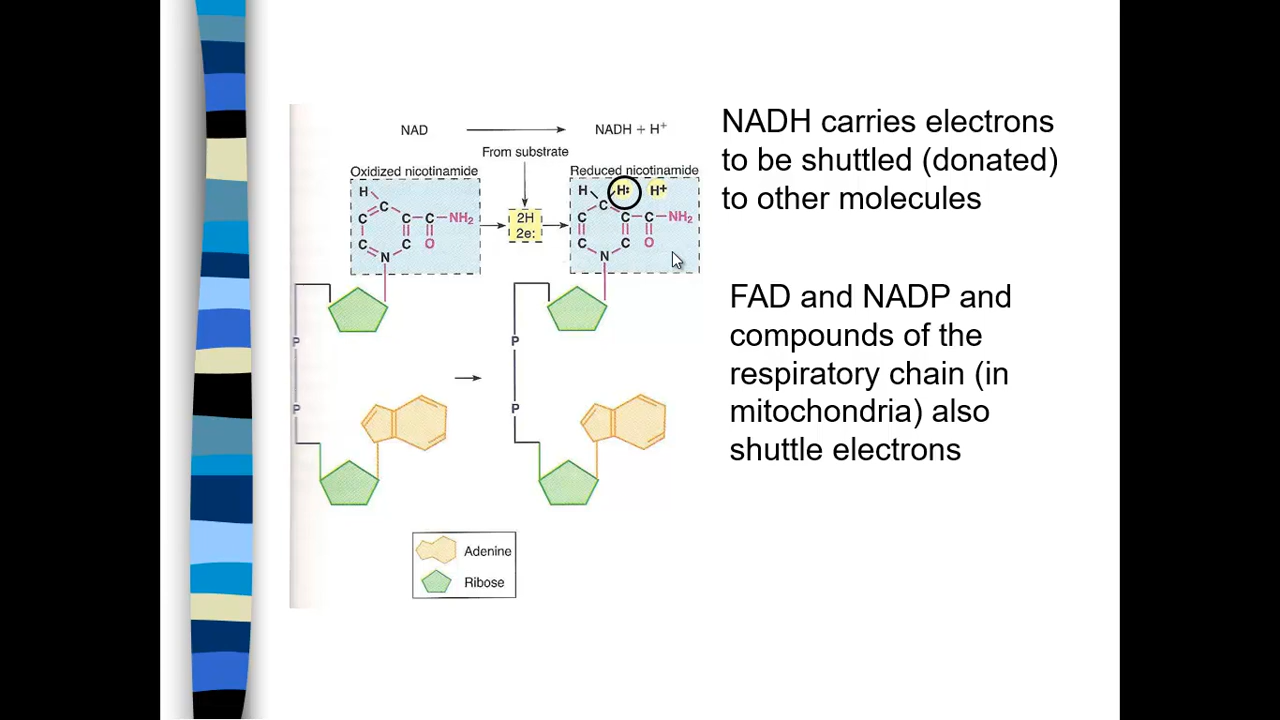 NAD NADH + H⁺
From substrate
Oxidized nicotinamide
Reduced nicotinamide
H
C
C
C
C
C
C
N
C
O
NH₂
2H
2e:
H
H:
H⁺
C
C
C
C
C
N
C
O
NH₂
P
P
P
P
Adenine
Ribose
NADH carries electrons
to be shuttled (donated)
to other molecules
FAD and NADP and
compounds of the
respiratory chain (in
mitochondria) also
shuttle electrons